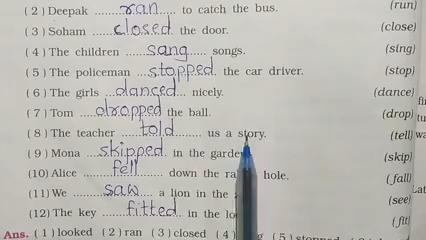 (2) Deepak ....ran.... to catch the bus. (run)
(3) Soham ....closed.. the door. (close)
(4) The children ....sang.... songs. (sing)
(5) The policeman ...stopped.. the car driver. (stop)
(6) The girls ..danced... nicely. (dance)
(7) Tom ..dropped the ball. (drop
(8) The teacher ....told..... us a story. (tell)
(9) Mona ..skipped.. in the garde (skip)
(10) Alice ....fell.... down the ra hole. (fall)
(11) We ....saw.... a lion in the (see)
(12) The key ....fitted... in the lo (fit)
Ans. (1) looked (2) ran (3) closed (4) (5) stopped